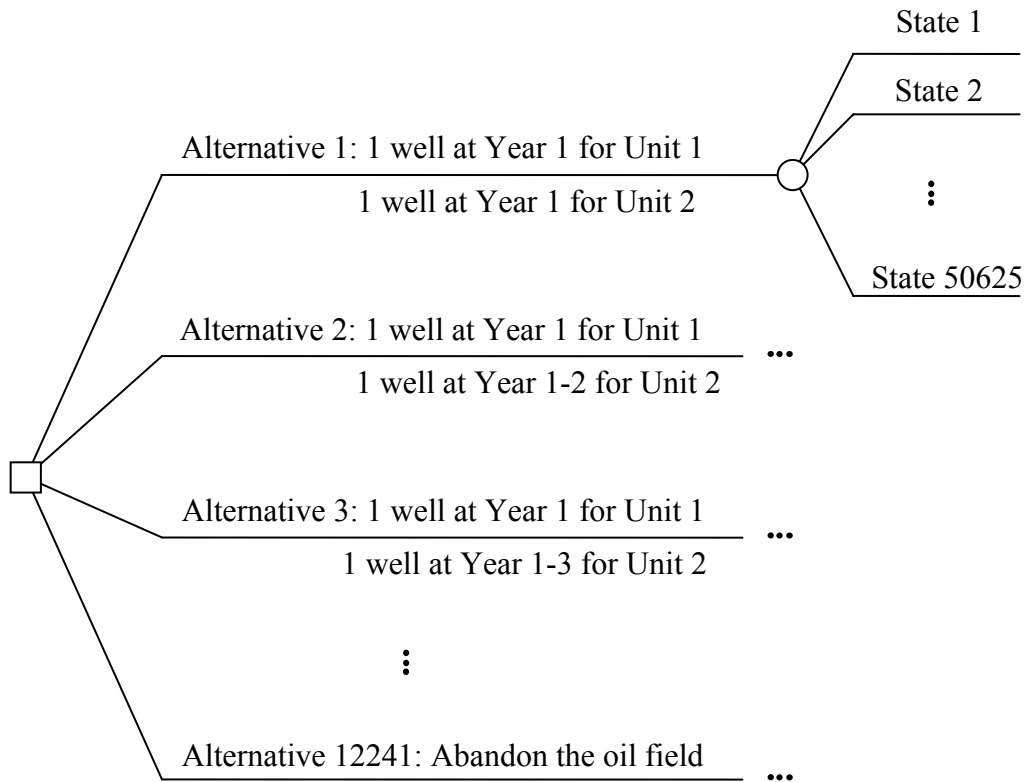 State 1
State 2
Alternative 1: 1 well at Year 1 for Unit 1
1 well at Year 1 for Unit 2
State 50625
Alternative 2: 1 well at Year 1 for Unit 1
1 well at Year 1-2 for Unit 2
Alternative 3: 1 well at Year 1 for Unit 1
1 well at Year 1-3 for Unit 2
Alternative 12241: Abandon the oil field